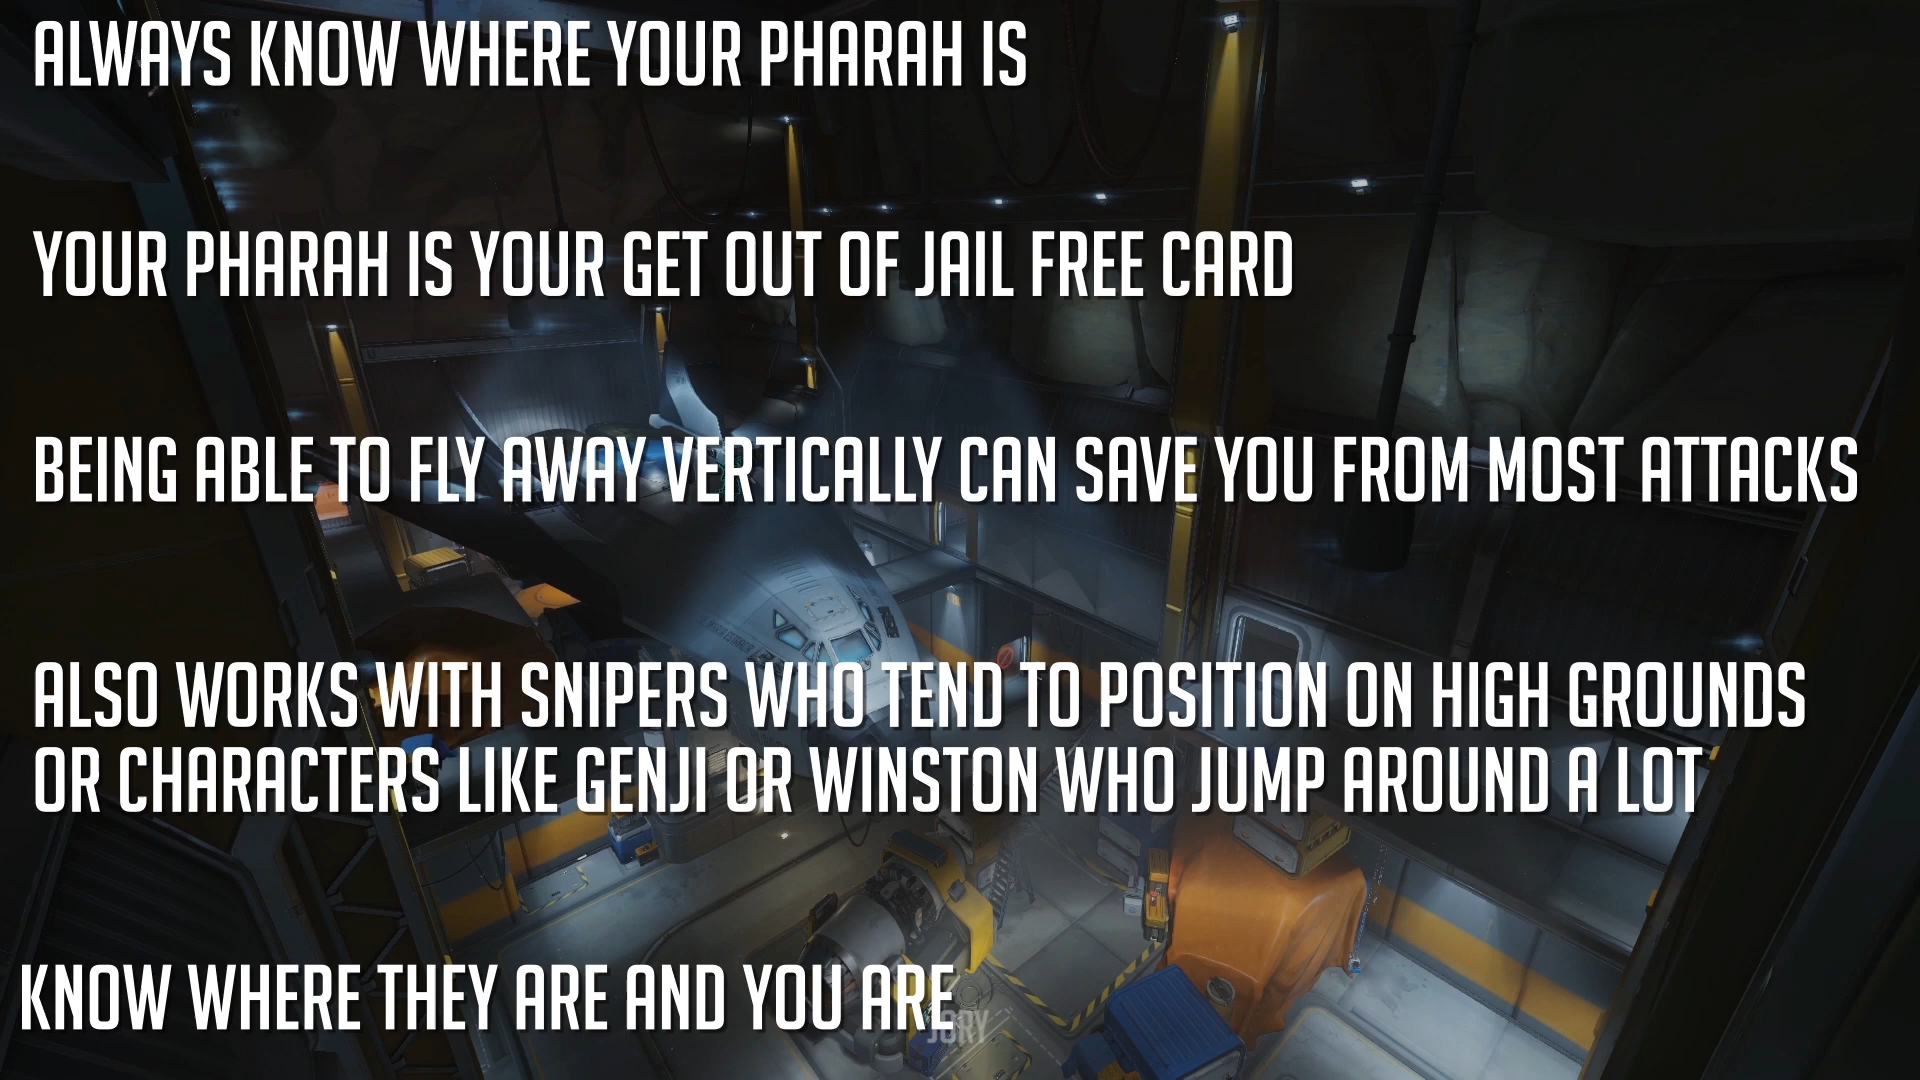 ALWAYS KNOW WHERE YOUR PHARAH IS
YOUR PHARAH IS YOUR GET OUT OF JAIL FREE CARD
BEING ABLE TO FLY AWAY VERTICALLY CAN SAVE YOU FROM MOST ATTACKS
ALSO WORKS WITH SNIPERS WHO TEND TO POSITION ON HIGH GROUNDS
OR CHARACTERS LIKE GENJI OR WINSTON WHO JUMP AROUND A LOT
KNOW WHERE THEY ARE AND YOU ARE
JORY